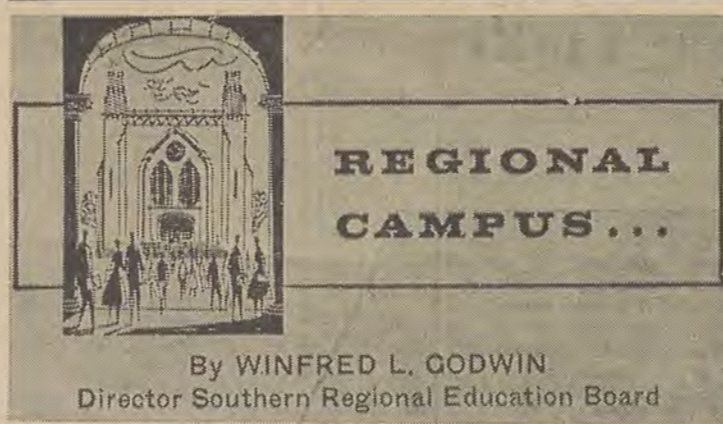 REGIONAL
CAMPUS...
By WINFRED L. GODWIN
Director Southern Regional Education Board